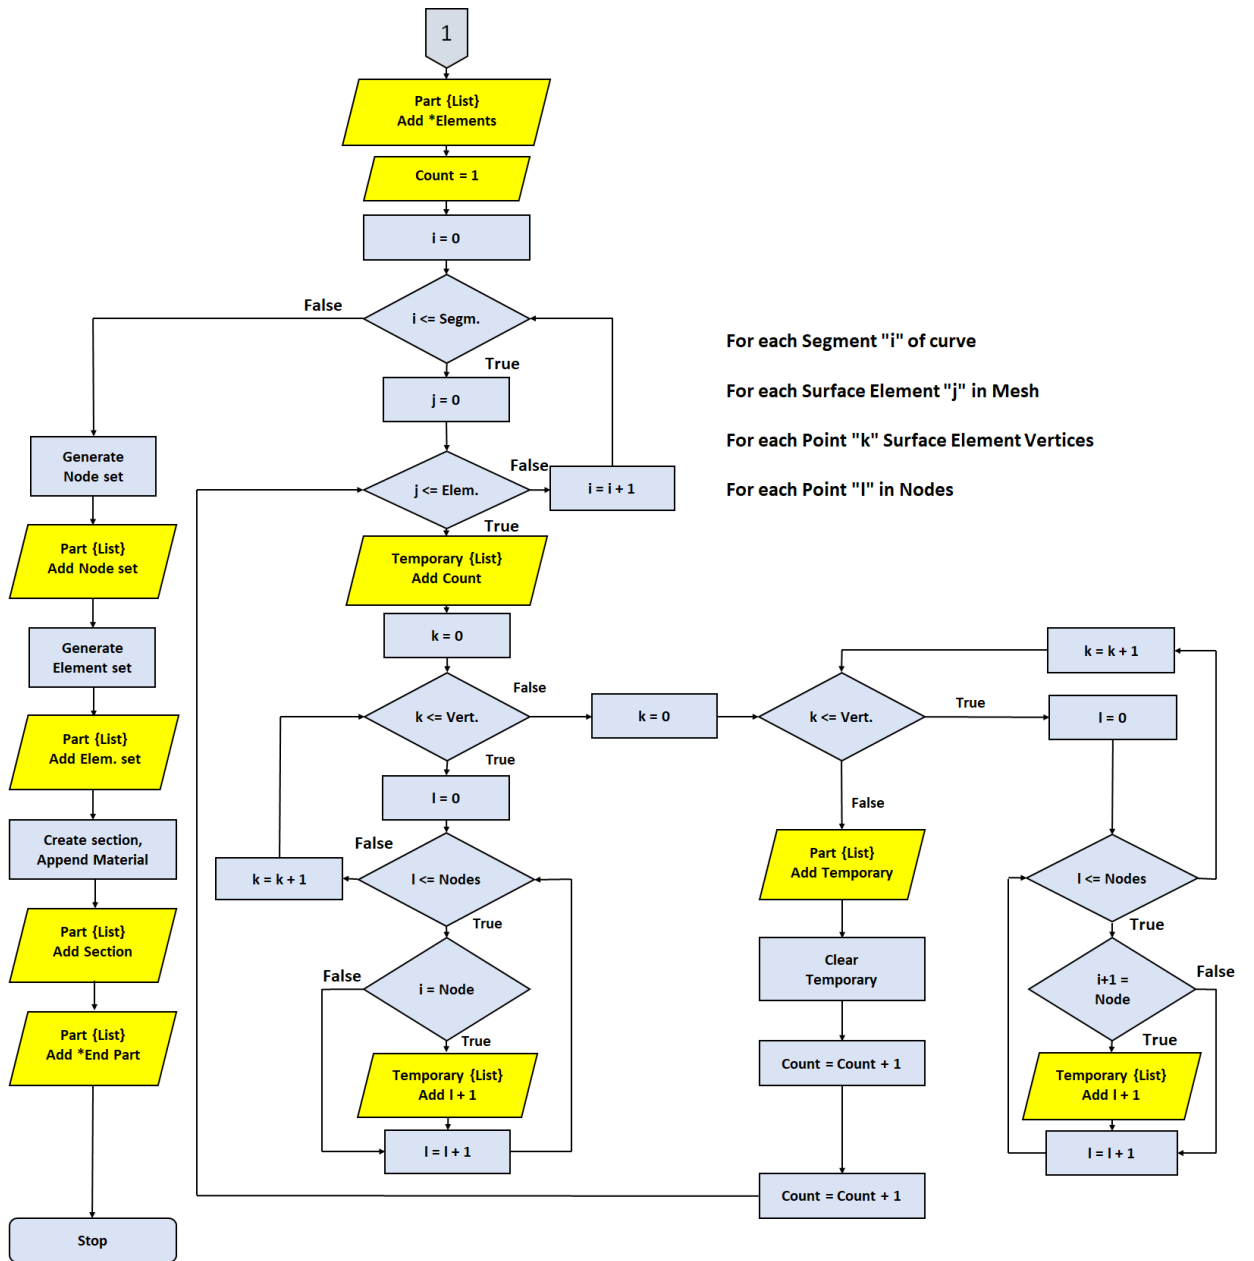 1
Part {List}
Add *Elements
Count = 1
i = 0
False
i <= Segm.
True
For each Segment "i" of curve
j = 0
For each Surface Element "j" in Mesh
For each Point "k" Surface Element Vertices
For each Point "l" in Nodes
Generate
Node set
False
j <= Elem.
i = i + 1
True
Part {List}
Add Node set
Temporary {List}
Add Count
k = 0
Generate
Element set
k = k + 1
False
k <= Vert.
k = 0
k <= Vert.
True
l = 0
Part {List}
Add Elem. set
True
l = 0
False
Create section,
Append Material
False
k = k + 1
l <= Nodes
True
Part {List}
Add Temporary
l <= Nodes
True
Part {List}
Add Section
Clear
Temporary
False
i = Node
True
i+1 =
Node
False
True
Part {List}
Add *End Part
Count = Count + 1
Temporary {List}
Add l + 1
Temporary {List}
Add l + 1
l = l + 1
l = l + 1
Count = Count + 1
Stop